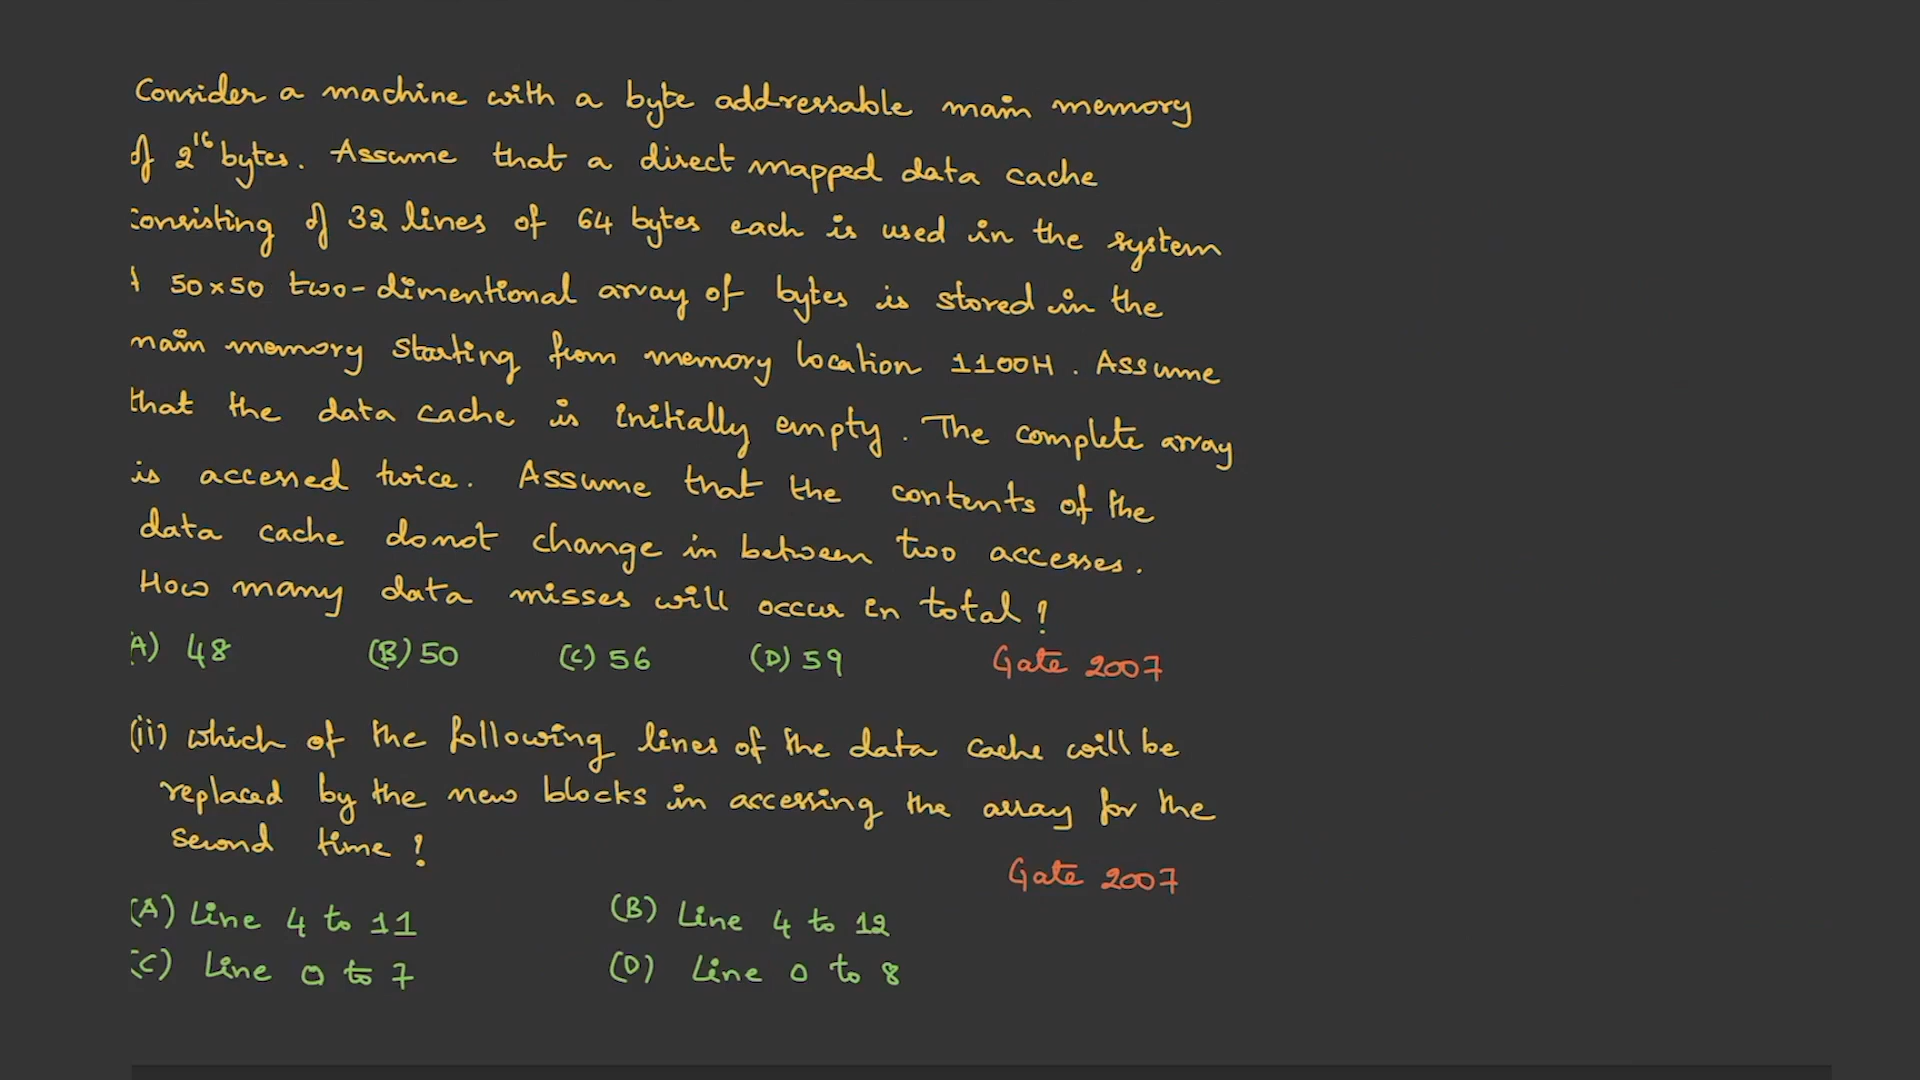 Consider a machine with a byte addressable main memory
of 2¹⁶ bytes. Assume that a direct mapped data cache
consisting of 32 lines of 64 bytes each is used in the system
A 50×50 two-dimentional array of bytes is stored in the
main memory starting from memory location 1100H. Assume
that the data cache is initially empty. The complete array
is accessed twice. Assume that the contents of the
data cache donot change in between two accesses.
How many data misses will occur in total?
A) 48 (B) 50 (C) 56 (D) 59 Gate 2007
(ii) which of the following lines of the data cache will be
replaced by the new blocks in accessing the array for the
second time?
Gate 2007
(A) Line 4 to 11 (B) Line 4 to 12
(C) Line 0 to 7 (D) Line 0 to 8